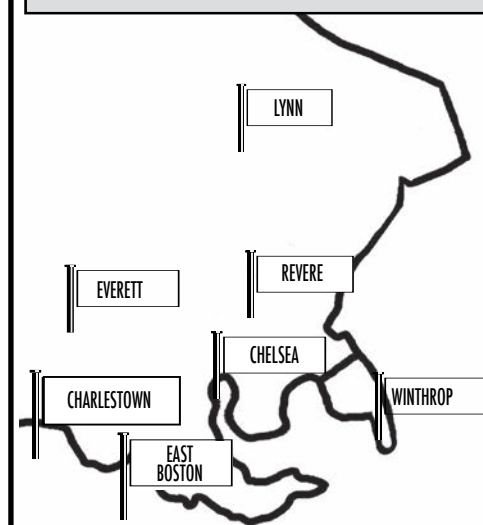 LYNN
REVERE
EVERETT
CHELSEA
WINTHROP
CHARLESTOWN
EAST
BOSTON